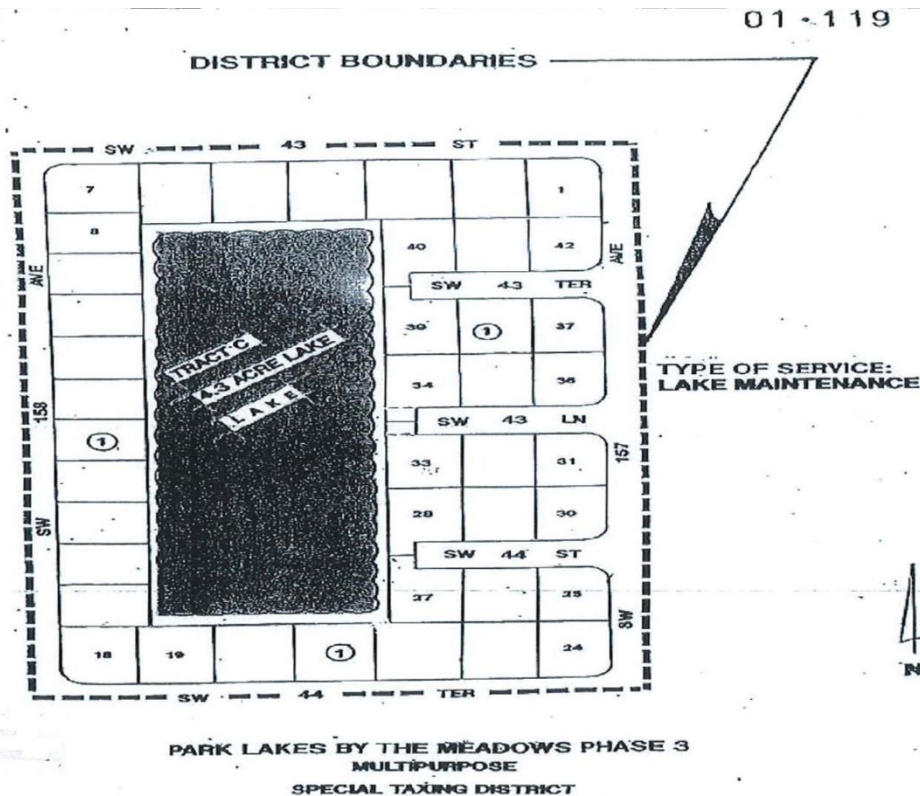 01-119
DISTRICT BOUNDARIES
SW 43 ST
7
1
8
40
42
AVE
AVE
SW 43 TER
39
1
37
TRACT C
4.3 ACRE LAKE
LAKE
TYPE OF SERVICE:
LAKE MAINTENANCE
34
36
158
1
SW 43 LN
157
33
31
28
30
SW
SW 44 ST
27
25
SW
18
19
1
24
N
SW 44 TER
PARK LAKES BY THE MEADOWS PHASE 3
MULTIPURPOSE
SPECIAL TAXING DISTRICT